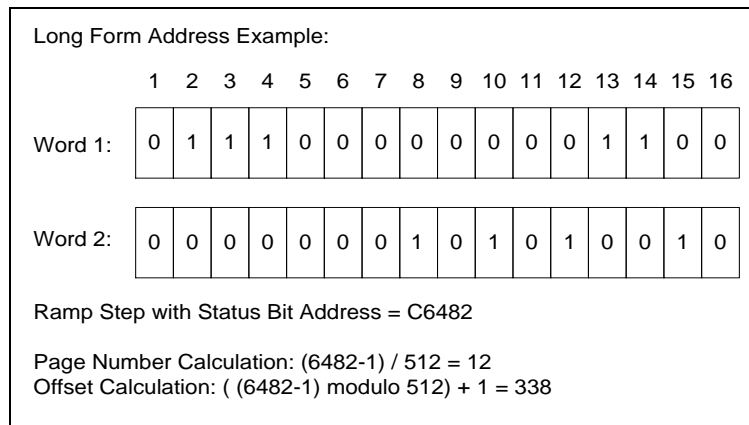 Long Form Address Example:
1 2 3 4 5 6 7 8 9 10 11 12 13 14 15 16
Word 1: 0 1 1 1 0 0 0 0 0 0 0 0 1 1 0 0
Word 2: 0 0 0 0 0 0 0 1 0 1 0 1 0 0 1 0
Ramp Step with Status Bit Address = C6482
Page Number Calculation: (6482-1) / 512 = 12
Offset Calculation: ( (6482-1) modulo 512) + 1 = 338